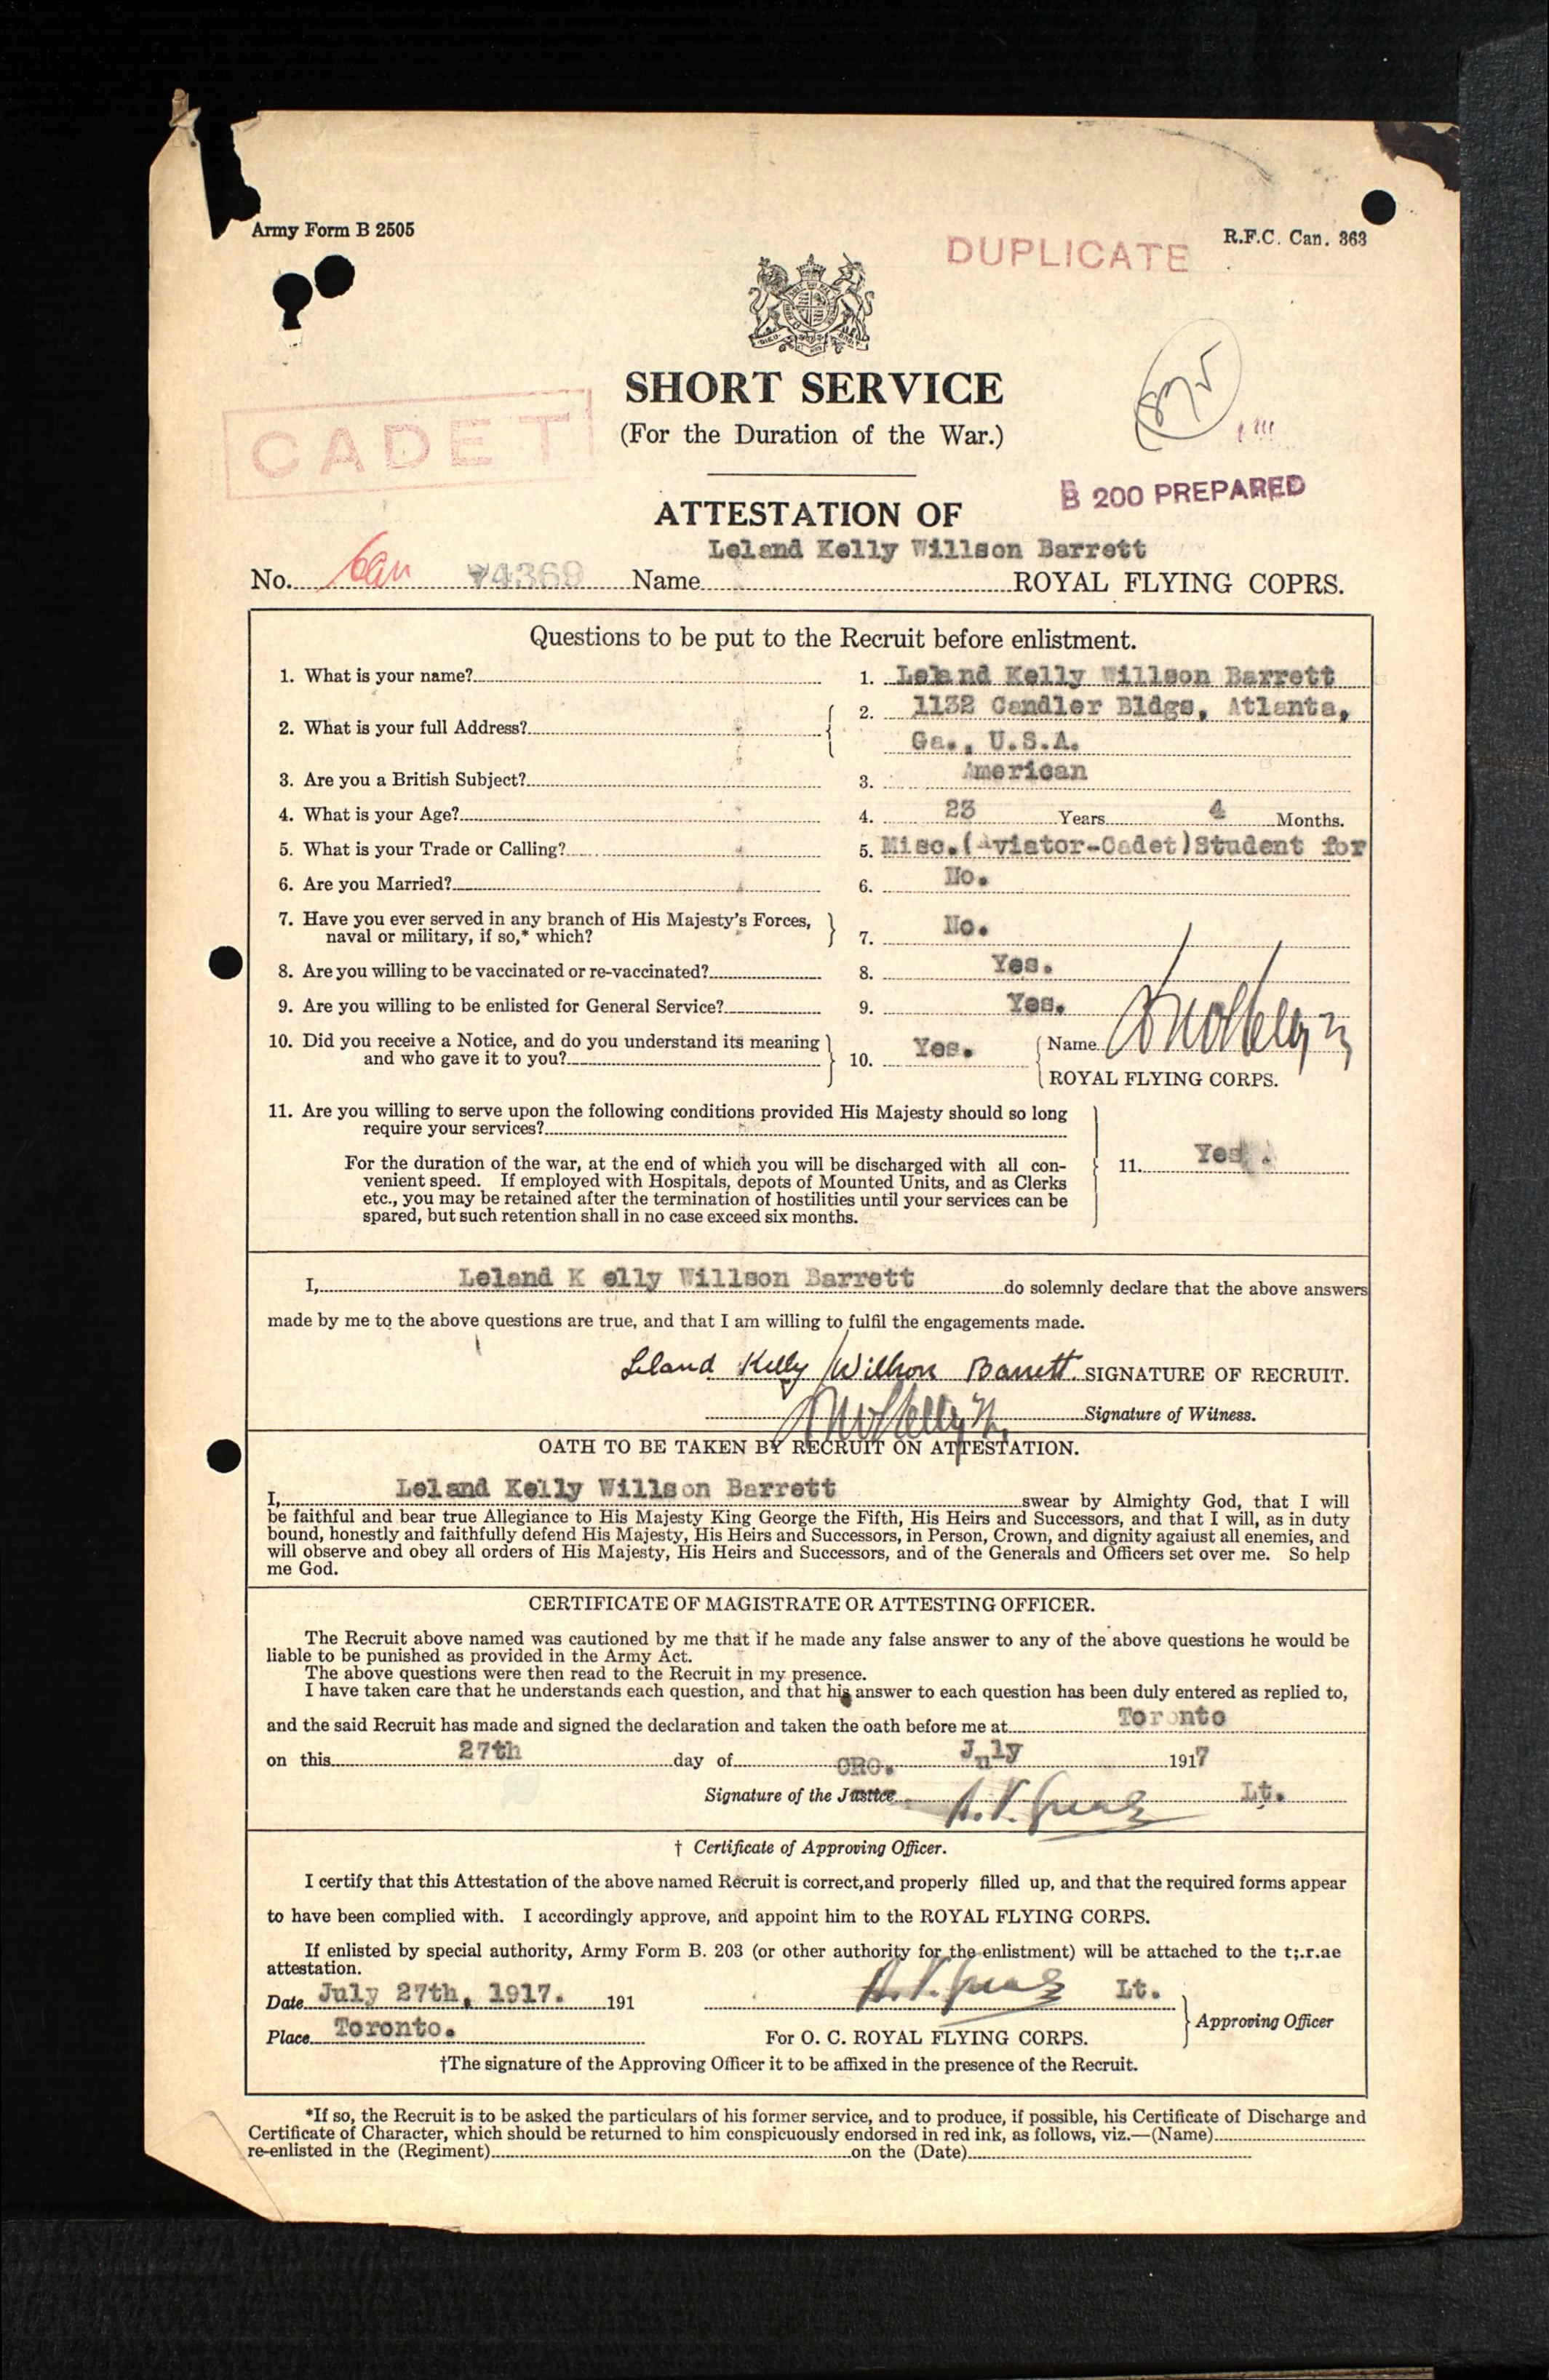 Army Form B 2505
R.F.C. Can. 363
DUPLICATE
SHORT SERVICE
(For the Duration of the War.)
CADET
B 200 PREPARED
ATTESTATION OF
Leland Kelly Willson Barrett
No. Can 74369 Name ROYAL FLYING COPRS.
Questions to be put to the Recruit before enlistment.
1. What is your name? 1. Leland Kelly Willson Barrett
2. What is your full Address? 2. 1132 Candler Bldgs, Atlanta,
Ga., U.S.A.
3. Are you a British Subject? 3. American
4. What is your Age? 4. 23 Years 4 Months.
5. What is your Trade or Calling? 5. Misc.(Aviator-Cadet)Student for
6. Are you Married? 6. No.
7. Have you ever served in any branch of His Majesty's Forces,
naval or military, if so,* which? 7. No.
8. Are you willing to be vaccinated or re-vaccinated? 8. Yes.
9. Are you willing to be enlisted for General Service? 9. Yes.
10. Did you receive a Notice, and do you understand its meaning
and who gave it to you? 10. Yes. Name
ROYAL FLYING CORPS.
11. Are you willing to serve upon the following conditions provided His Majesty should so long
require your services?
For the duration of the war, at the end of which you will be discharged with all con-
venient speed. If employed with Hospitals, depots of Mounted Units, and as Clerks
etc., you may be retained after the termination of hostilities until your services can be
spared, but such retention shall in no case exceed six months.
11. Yes.
I, Leland K elly Willson Barrett do solemnly declare that the above answers
made by me to the above questions are true, and that I am willing to fulfil the engagements made.
Leland Kelly Willson Barrett SIGNATURE OF RECRUIT.
Signature of Witness.
OATH TO BE TAKEN BY RECRUIT ON ATTESTATION.
I, Leland Kelly Willson Barrett swear by Almighty God, that I will
be faithful and bear true Allegiance to His Majesty King George the Fifth, His Heirs and Successors, and that I will, as in duty
bound, honestly and faithfully defend His Majesty, His Heirs and Successors, in Person, Crown, and dignity agaiust all enemies, and
will observe and obey all orders of His Majesty, His Heirs and Successors, and of the Generals and Officers set over me. So help
me God.
CERTIFICATE OF MAGISTRATE OR ATTESTING OFFICER.
The Recruit above named was cautioned by me that if he made any false answer to any of the above questions he would be
liable to be punished as provided in the Army Act.
The above questions were then read to the Recruit in my presence.
I have taken care that he understands each question, and that his answer to each question has been duly entered as replied to,
and the said Recruit has made and signed the declaration and taken the oath before me at Toronto
on this 27th day of July 1917
CRO.
Signature of the Justice Lt.
† Certificate of Approving Officer.
I certify that this Attestation of the above named Recruit is correct,and properly filled up, and that the required forms appear
to have been complied with. I accordingly approve, and appoint him to the ROYAL FLYING CORPS.
If enlisted by special authority, Army Form B. 203 (or other authority for the enlistment) will be attached to the t;.r.ae
attestation.
Date July 27th, 1917. 191 Lt.
Approving Officer
Place Toronto. For O. C. ROYAL FLYING CORPS.
†The signature of the Approving Officer it to be affixed in the presence of the Recruit.
*If so, the Recruit is to be asked the particulars of his former service, and to produce, if possible, his Certificate of Discharge and
Certificate of Character, which should be returned to him conspicuously endorsed in red ink, as follows, viz.—(Name)
re-enlisted in the (Regiment) on the (Date)